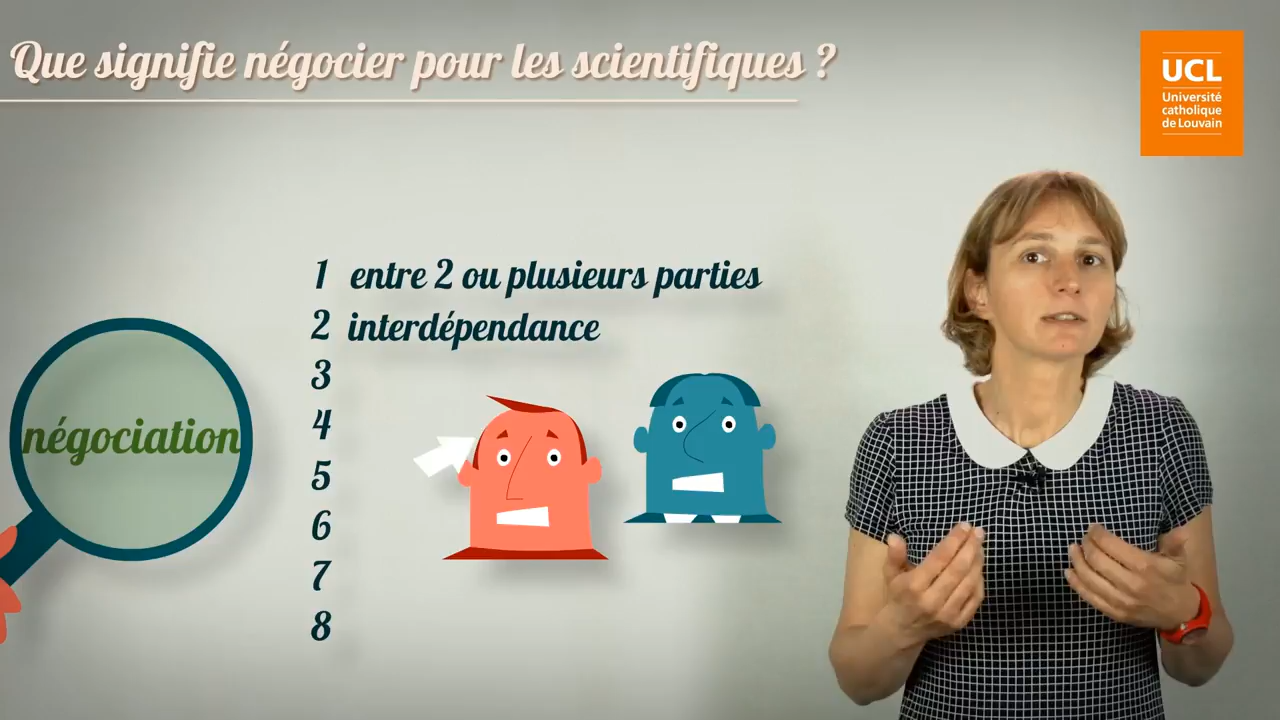 Que signifie négocier pour les scientifiques ?
UCL
Université
catholique
de Louvain
1 entre 2 ou plusieurs parties
2 interdépendance
3
4
5
6
7
8
négociation